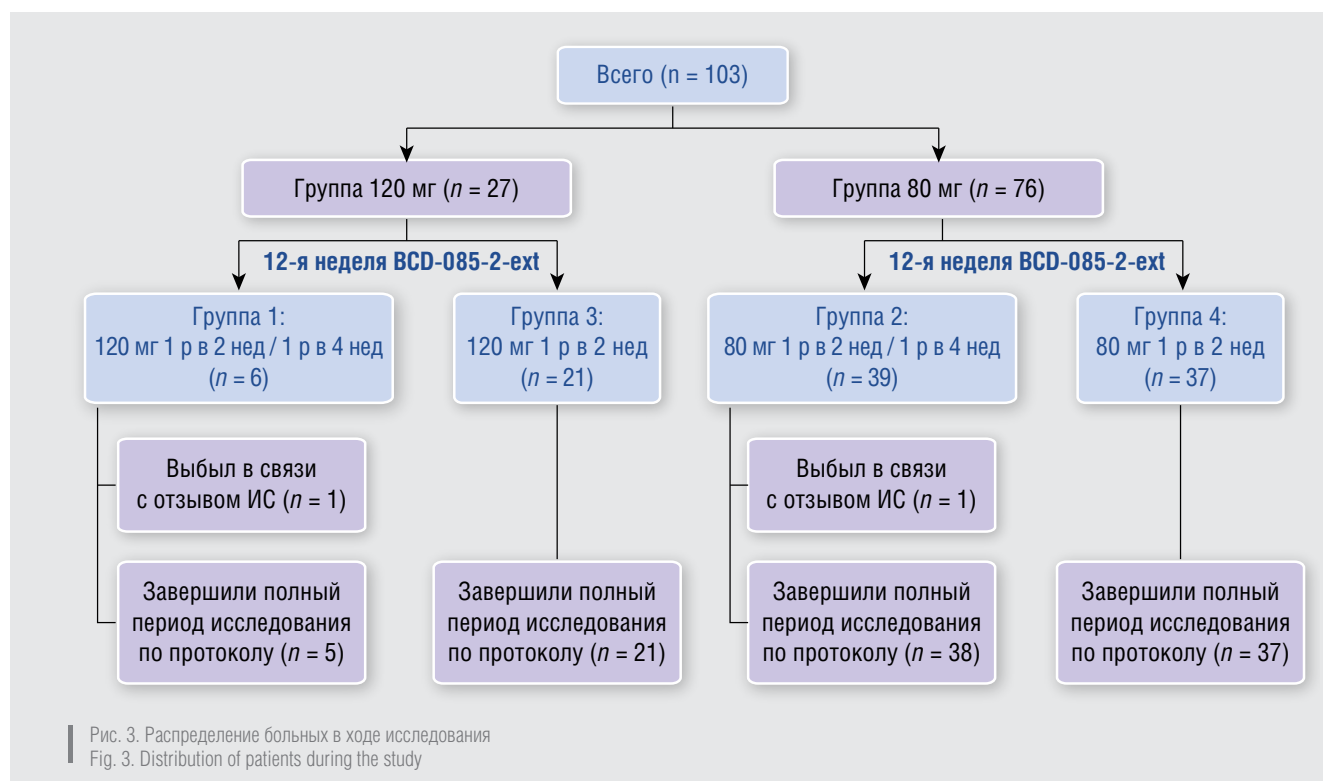 Всего (n = 103)
Группа 120 мг (n = 27)
Группа 80 мг (n = 76)
12-я неделя BCD-085-2-ext
12-я неделя BCD-085-2-ext
Группа 1:
120 мг 1 р в 2 нед / 1 р в 4 нед
(n = 6)
Группа 3:
120 мг 1 р в 2 нед
(n = 21)
Группа 2:
80 мг 1 р в 2 нед / 1 р в 4 нед
(n = 39)
Группа 4:
80 мг 1 р в 2 нед
(n = 37)
Выбыл в связи
с отзывом ИС (n = 1)
Выбыл в связи
с отзывом ИС (n = 1)
Завершили полный
период исследования
по протоколу (n = 5)
Завершили полный
период исследования
по протоколу (n = 21)
Завершили полный
период исследования
по протоколу (n = 38)
Завершили полный
период исследования
по протоколу (n = 37)
Рис. 3. Распределение больных в ходе исследования
Fig. 3. Distribution of patients during the study